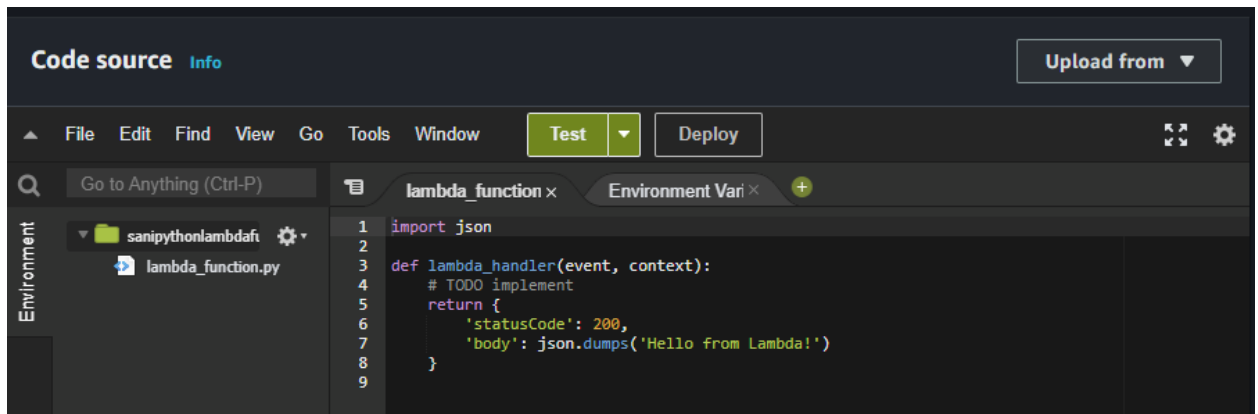 Code source Info
Upload from
File Edit Find View Go Tools Window Test Deploy
Go to Anything (Ctrl-P)
lambda_function × Environment Vari ×
Environment
sanipythonlambdafu
lambda_function.py
1 import json
2
3 def lambda_handler(event, context):
4 # TODO implement
5 return {
6 'statusCode': 200,
7 'body': json.dumps('Hello from Lambda!')
8 }
9